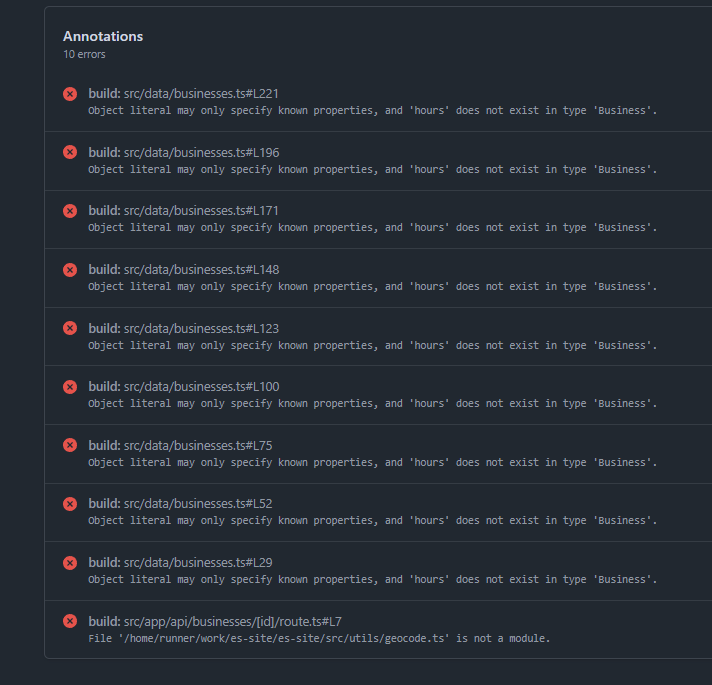 Annotations
10 errors
build: src/data/businesses.ts#L221
Object literal may only specify known properties, and 'hours' does not exist in type 'Business'.
build: src/data/businesses.ts#L196
Object literal may only specify known properties, and 'hours' does not exist in type 'Business'.
build: src/data/businesses.ts#L171
Object literal may only specify known properties, and 'hours' does not exist in type 'Business'.
build: src/data/businesses.ts#L148
Object literal may only specify known properties, and 'hours' does not exist in type 'Business'.
build: src/data/businesses.ts#L123
Object literal may only specify known properties, and 'hours' does not exist in type 'Business'.
build: src/data/businesses.ts#L100
Object literal may only specify known properties, and 'hours' does not exist in type 'Business'.
build: src/data/businesses.ts#L75
Object literal may only specify known properties, and 'hours' does not exist in type 'Business'.
build: src/data/businesses.ts#L52
Object literal may only specify known properties, and 'hours' does not exist in type 'Business'.
build: src/data/businesses.ts#L29
Object literal may only specify known properties, and 'hours' does not exist in type 'Business'.
build: src/app/api/businesses/[id]/route.ts#L7
File '/home/runner/work/es-site/es-site/src/utils/geocode.ts' is not a module.